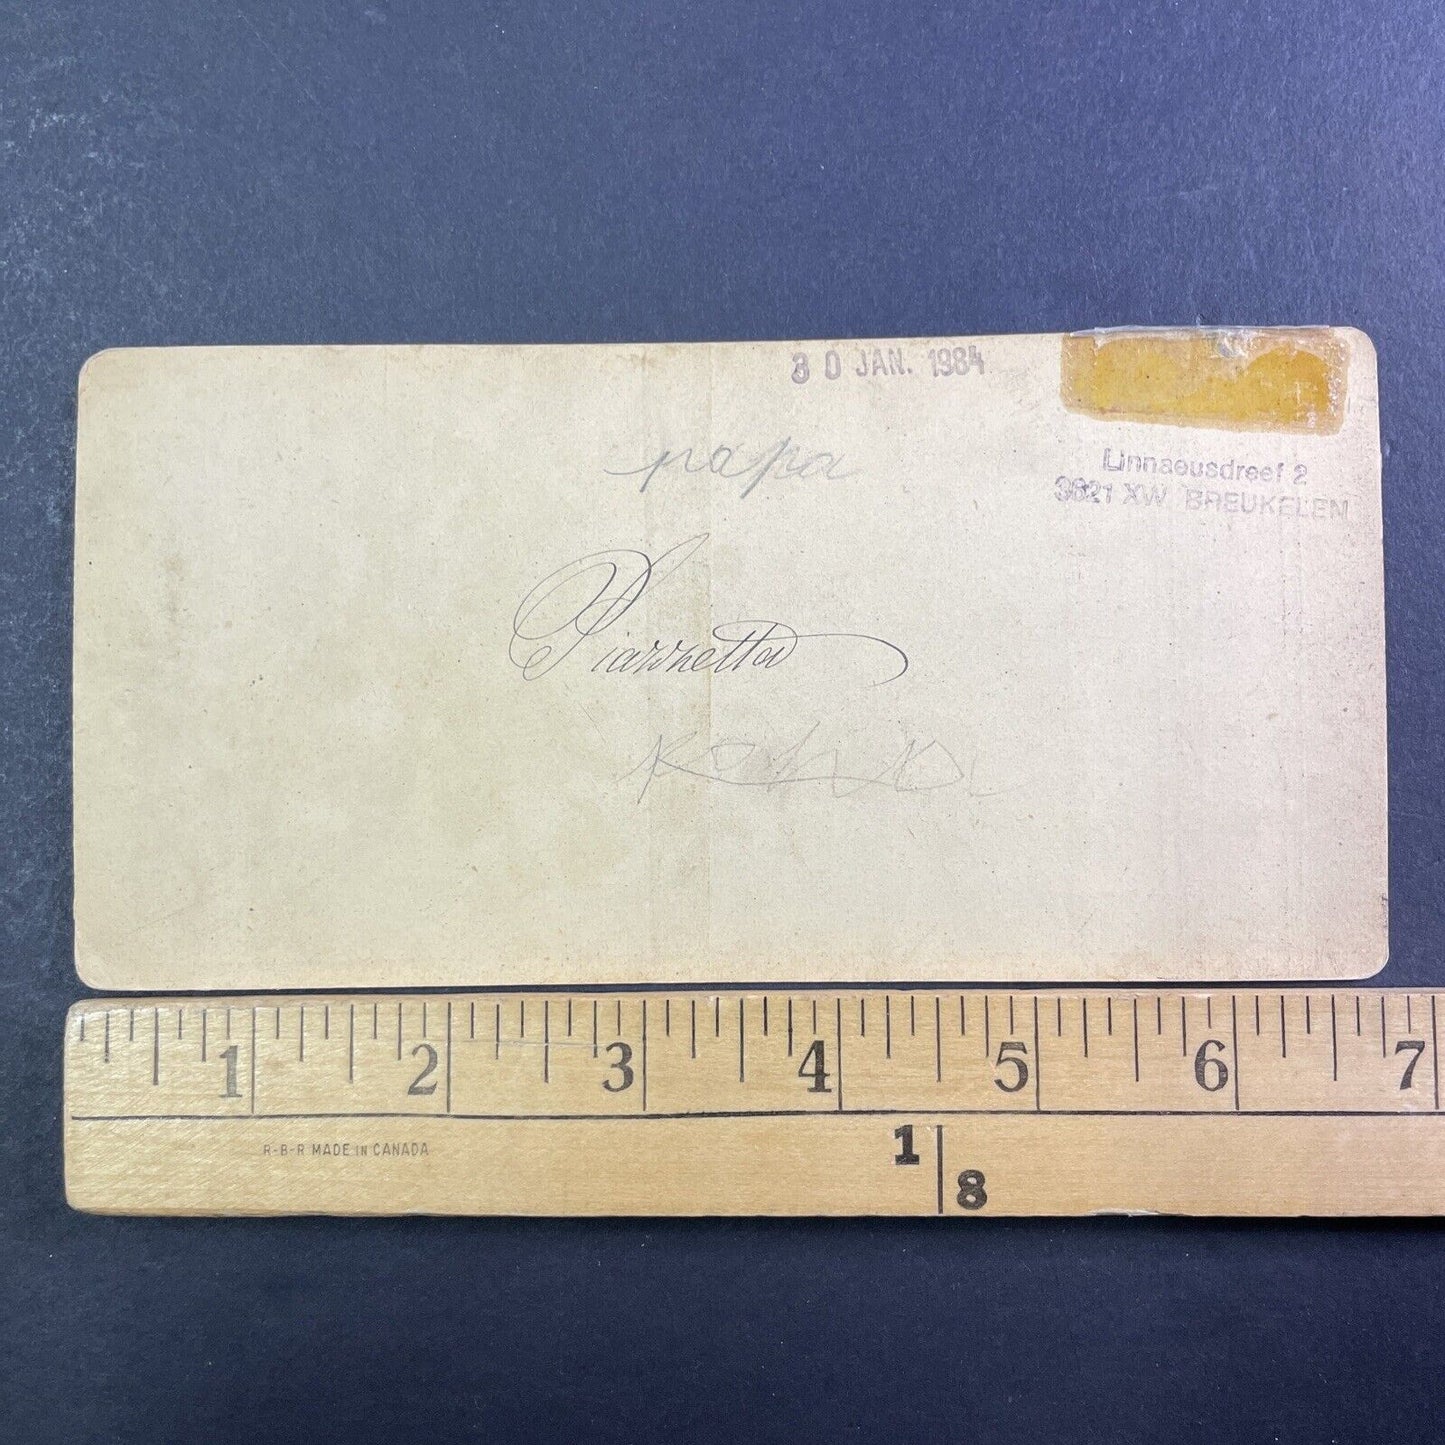 30 JAN. 1984
papa
Linnaeusdreef 2
3621 XW BREUKELEN
Piazzetta
1 2 3 4 5 6 7
R-B-R MADE IN CANADA
1
8